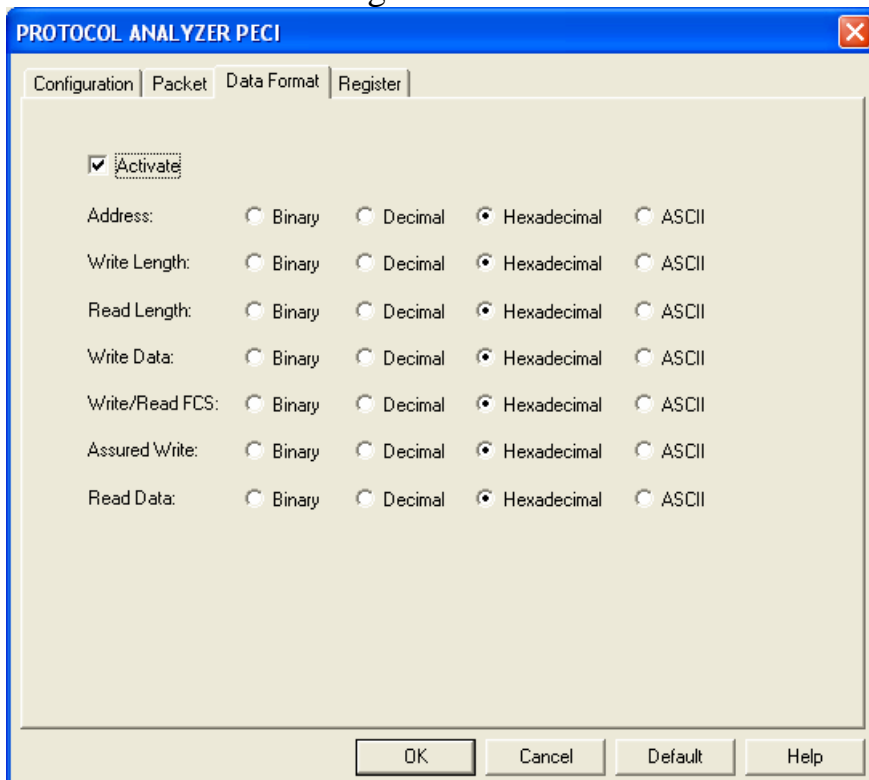 PROTOCOL ANALYZER PECI
Configuration Packet Data Format Register
Activate
Address: Binary Decimal Hexadecimal ASCII
Write Length: Binary Decimal Hexadecimal ASCII
Read Length: Binary Decimal Hexadecimal ASCII
Write Data: Binary Decimal Hexadecimal ASCII
Write/Read FCS: Binary Decimal Hexadecimal ASCII
Assured Write: Binary Decimal Hexadecimal ASCII
Read Data: Binary Decimal Hexadecimal ASCII
OK Cancel Default Help